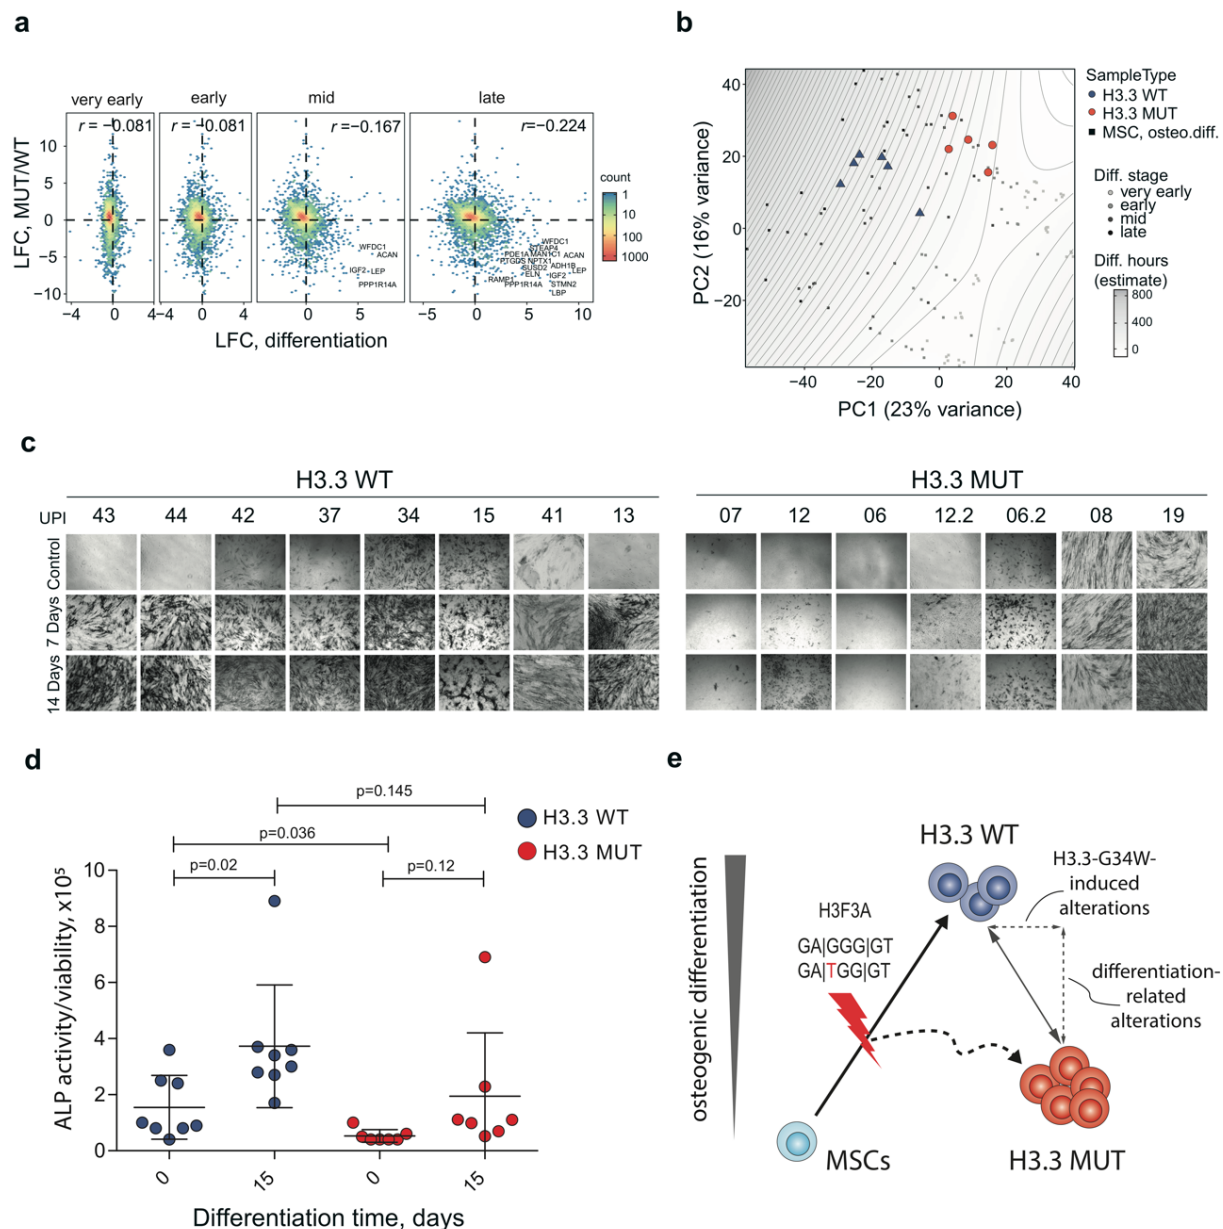 a
very early early mid late
r = −0.081 r = −0.081 r=−0.167 r=−0.224
LFC, MUT/WT
10
5
0
−5
−10
WFDC1
ACAN
IGF2 LEP
PPP1R14A
WFDC1
STEAP4
PDE1A MAN1C1 ACAN
PTGDS NPTX1
SUSD2 ADH1B
ELN IGF2 LEP
RAMP1
PPP1R14A STMN2
LBP
−4 0 4 −4 0 4 −4 0 4 −5 0 5 10
LFC, differentiation
count
1
10
100
1000
b
PC2 (16% variance)
40
20
0
−20
−40 −20 0 20 40
PC1 (23% variance)
SampleType
H3.3 WT
H3.3 MUT
MSC, osteo.diff.
Diff. stage
very early
early
mid
late
Diff. hours
(estimate)
800
400
0
c
H3.3 WT
UPI 43 44 42 37 34 15 41 13
H3.3 MUT
07 12 06 12.2 06.2 08 19
Control
7 Days
14 Days
d
p=0.145
p=0.036
p=0.02 p=0.12
H3.3 WT
H3.3 MUT
ALP activity/viability, x10⁵
10
8
6
4
2
0
0 15 0 15
Differentiation time, days
e
osteogenic differentiation
H3.3 WT
H3F3A
GA|GGG|GT
GA|TGG|GT
H3.3-G34W-
induced
alterations
differentiation-
related
alterations
MSCs
H3.3 MUT